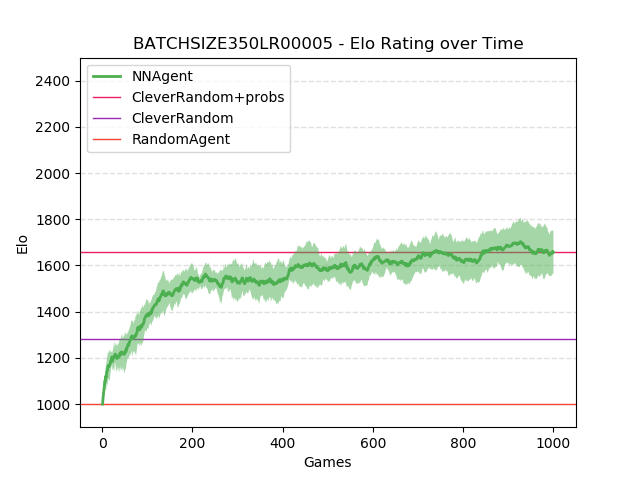 BATCHSIZE350LR00005 - Elo Rating over Time
NNAgent
CleverRandom+probs
CleverRandom
RandomAgent
2400
2200
2000
1800
1600
1400
1200
1000
Elo
0 200 400 600 800 1000
Games